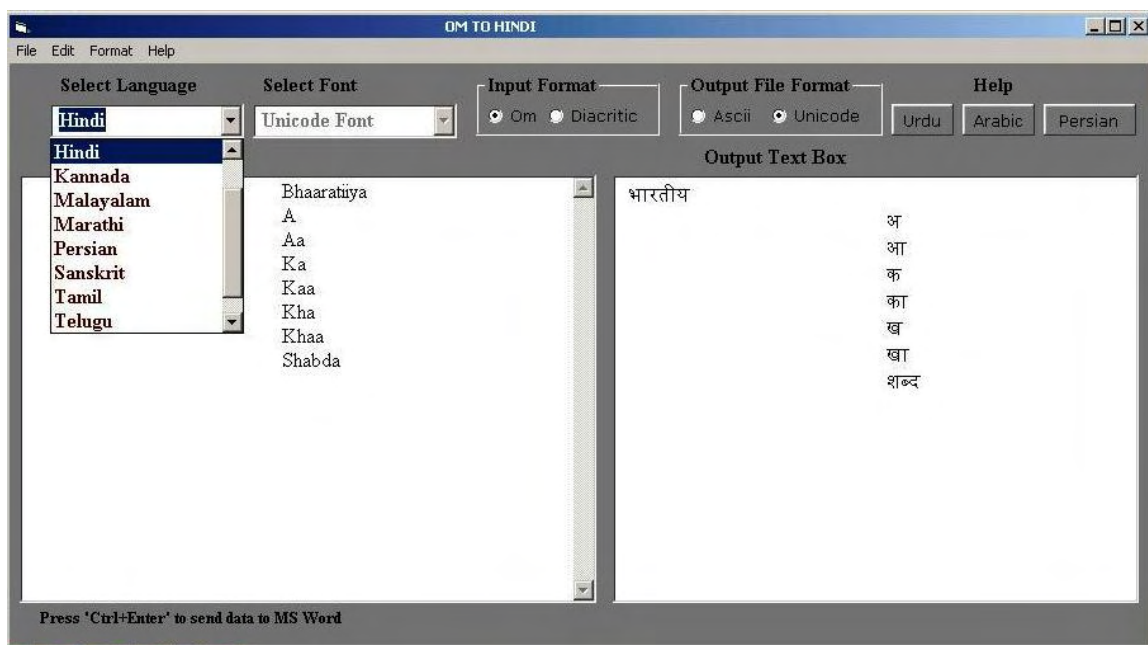 OM TO HINDI
File Edit Format Help
Select Language Select Font Input Format Output File Format Help
Hindi Unicode Font Om Diacritic Ascii Unicode Urdu Arabic Persian
Output Text Box
Hindi
Kannada
Malayalam
Marathi
Persian
Sanskrit
Tamil
Telugu
Bhaaratiiya
A
Aa
Ka
Kaa
Kha
Khaa
Shabda
भारतीय
अ
आ
क
का
ख
खा
शब्द
Press 'Ctrl+Enter' to send data to MS Word